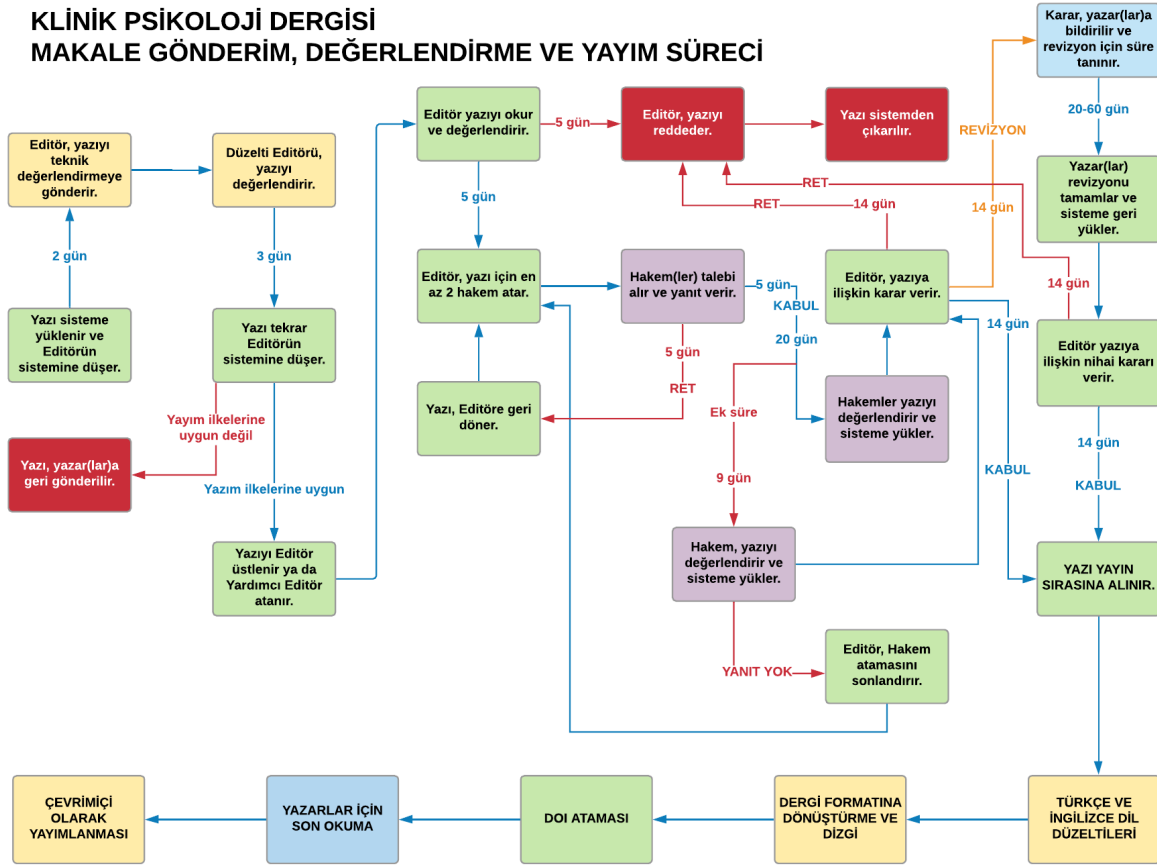 KLİNİK PSİKOLOJİ DERGİSİ
MAKALE GÖNDERİM, DEĞERLENDİRME VE YAYIM SÜRECİ
Editör, yazıyı
teknik
değerlendirmeye
gönderir.
Düzelti Editörü,
yazıyı
değerlendirir.
2 gün
3 gün
Yazı sisteme
yüklenir ve
Editörün
sistemine düşer.
Yazı tekrar
Editörün
sistemine düşer.
Yayım ilkelerine
uygun değil
Yazı, yazar(lar)a
geri gönderilir.
Yazım ilkelerine uygun
Yazıyı Editör
üstlenir ya da
Yardımcı Editör
atanır.
Editör yazıyı okur
ve değerlendirir.
5 gün
Editör, yazıyı
reddeder.
Yazı sistemden
çıkarılır.
5 gün
RET
RET
14 gün
Editör, yazı için en
az 2 hakem atar.
Hakem(ler) talebi
alır ve yanıt verir.
5 gün
KABUL
20 gün
Editör, yazıya
ilişkin karar verir.
5 gün
RET
Yazı, Editöre geri
döner.
Ek süre
9 gün
Hakemler yazıyı
değerlendirir ve
sisteme yükler.
Hakem, yazıyı
değerlendirir ve
sisteme yükler.
YANIT YOK
Editör, Hakem
atamasını
sonlandırır.
REVİZYON
14 gün
14 gün
KABUL
Karar, yazar(lar)a
bildirilir ve
revizyon için süre
tanınır.
20-60 gün
Yazar(lar)
revizyonu
tamamlar ve
sisteme geri
yükler.
14 gün
Editör yazıya
ilişkin nihai kararı
verir.
14 gün
KABUL
YAZI YAYIN
SIRASINA ALINIR.
ÇEVRİMİÇİ
OLARAK
YAYIMLANMASI
YAZARLAR İÇİN
SON OKUMA
DOI ATAMASI
DERGİ FORMATINA
DÖNÜŞTÜRME VE
DİZGİ
TÜRKÇE VE
İNGİLİZCE DİL
DÜZELTİLERİ